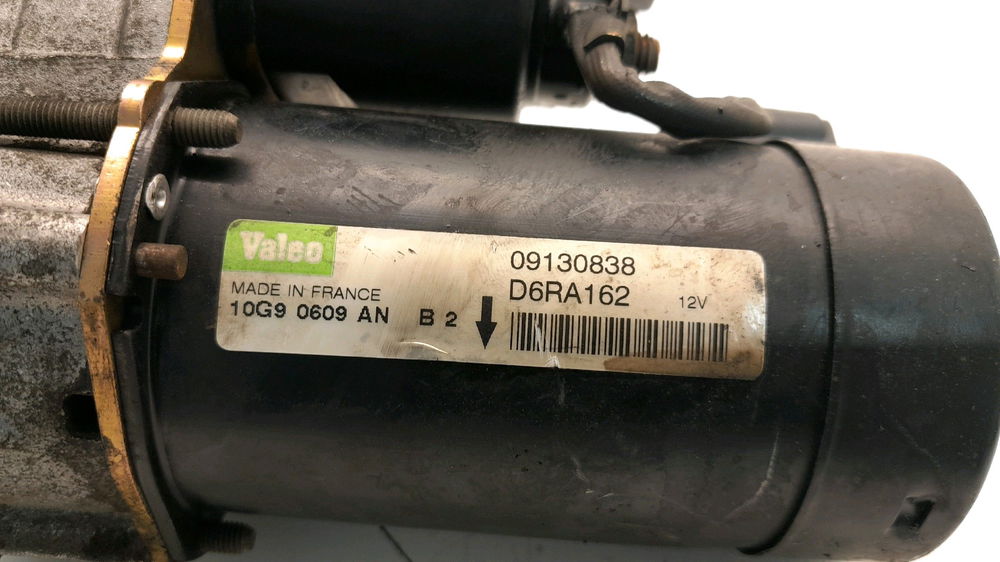 Valeo
MADE IN FRANCE
10G9 0609 AN B 2
09130838
D6RA162 12V